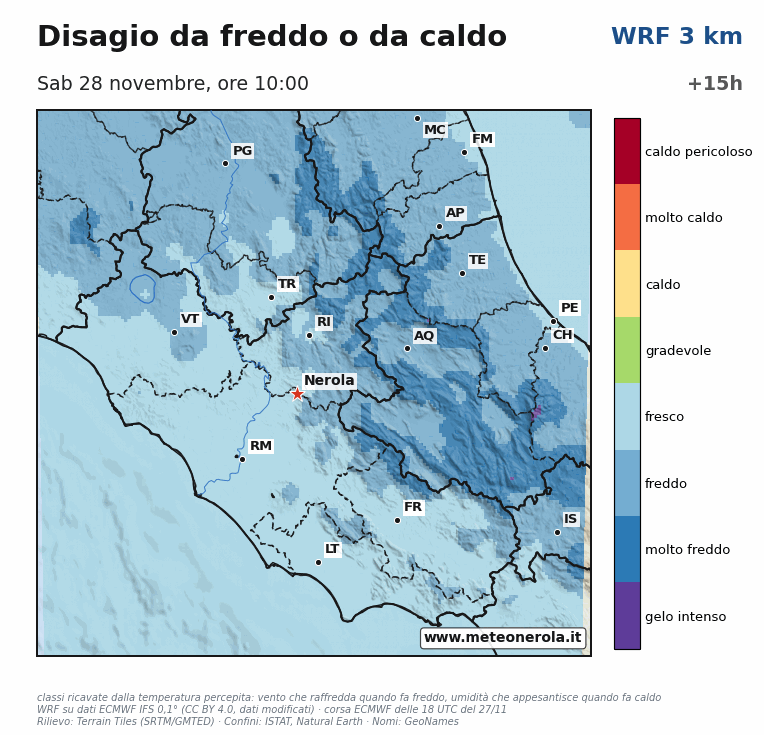 Disagio da freddo o da caldo
WRF 3 km
Sab 28 novembre, ore 10:00
+15h
MC
FM
PG
AP
TE
TR
PE
VT
RI
AQ
CH
Nerola
RM
FR
IS
LT
www.meteonerola.it
caldo pericoloso
molto caldo
caldo
gradevole
fresco
freddo
molto freddo
gelo intenso
classi ricavate dalla temperatura percepita: vento che raffredda quando fa freddo, umidità che appesantisce quando fa caldo
WRF su dati ECMWF IFS 0,1° (CC BY 4.0, dati modificati) · corsa ECMWF delle 18 UTC del 27/11
Rilievo: Terrain Tiles (SRTM/GMTED) · Confini: ISTAT, Natural Earth · Nomi: GeoNames